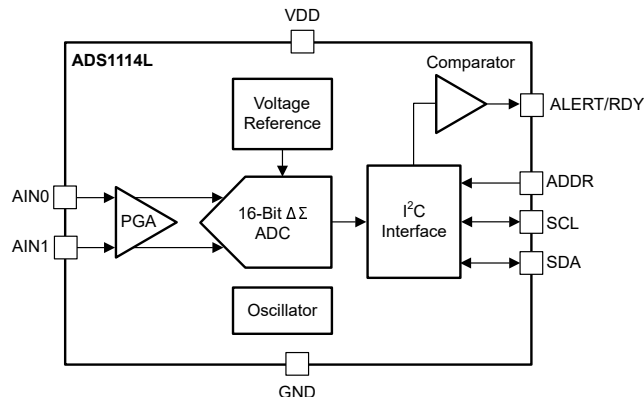 VDD
ADS1114L
Comparator
Voltage
Reference
ALERT/RDY
AIN0
PGA
16-Bit ΔΣ
ADC
I²C
Interface
ADDR
SCL
AIN1
SDA
Oscillator
GND